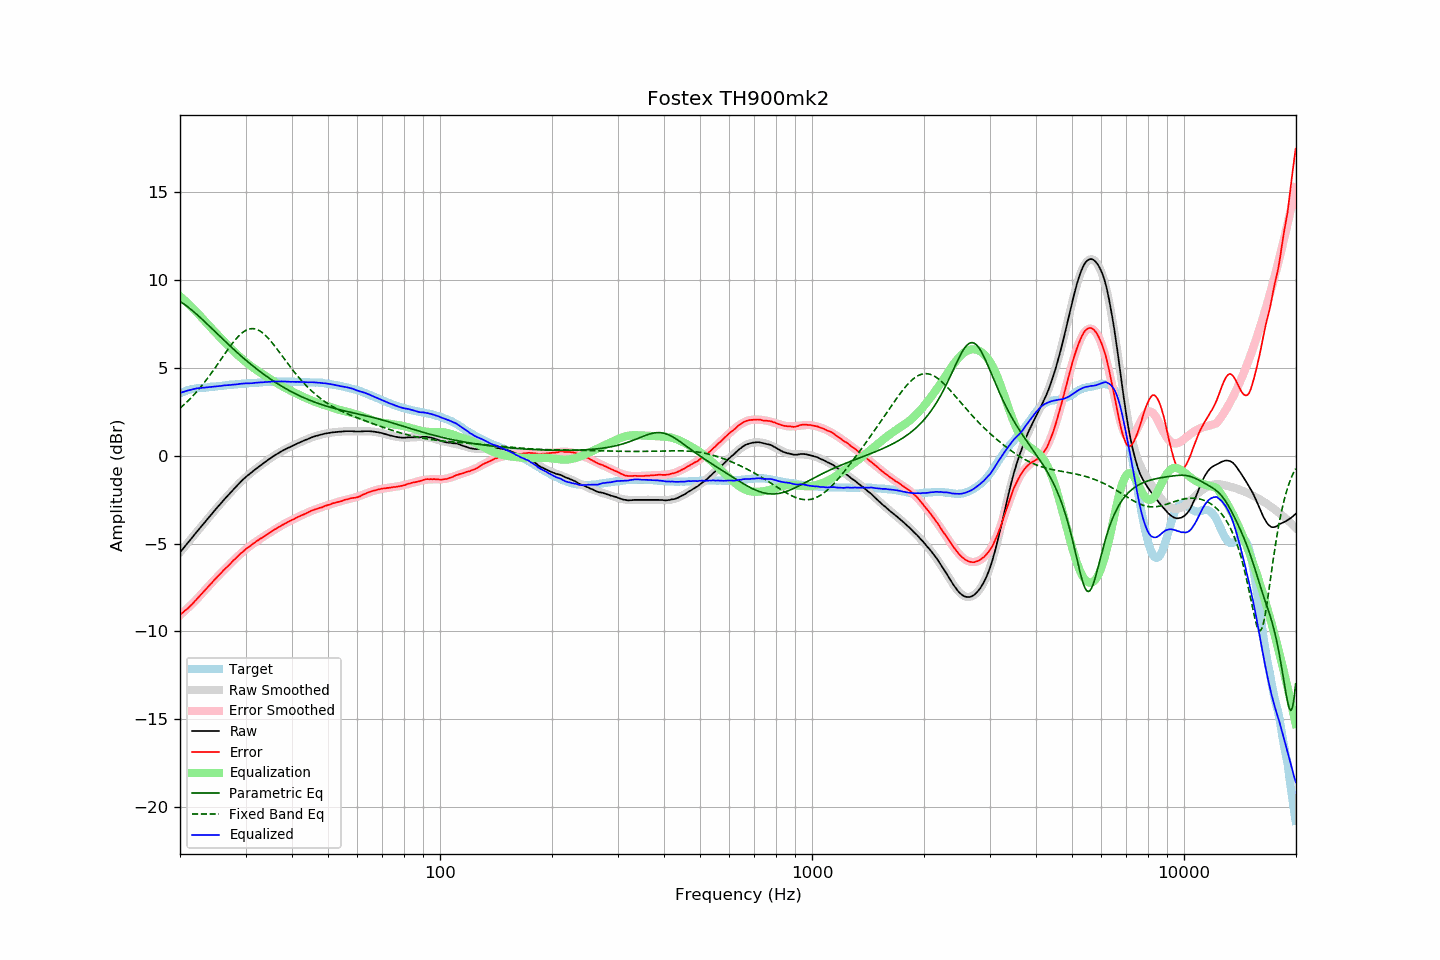 Fostex TH900mk2
Amplitude (dBr)
15
10
5
0
−5
−10
−15
−20
Target
Raw Smoothed
Error Smoothed
Raw
Error
Equalization
Parametric Eq
Fixed Band Eq
Equalized
100
1000
10000
Frequency (Hz)